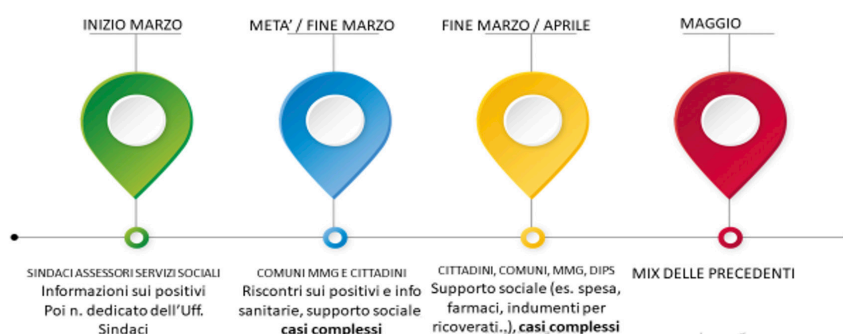 INIZIO MARZO
META’ / FINE MARZO
FINE MARZO / APRILE
MAGGIO
SINDACI ASSESSORI SERVIZI SOCIALI
Informazioni sui positivi
Poi n. dedicato dell’Uff.
Sindaci
COMUNI MMG E CITTADINI
Riscontri sui positivi e info
sanitarie, supporto sociale
casi complessi
CITTADINI, COMUNI, MMG, DIPS
Supporto sociale (es. spesa,
farmaci, indumenti per
ricoverati..), casi complessi
MIX DELLE PRECEDENTI